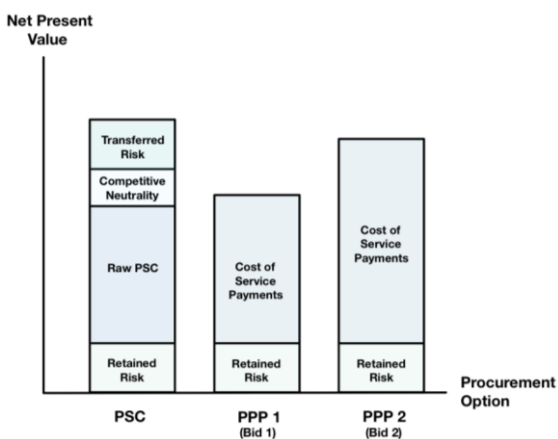 Net Present
Value
Transferred
Risk
Competitive
Neutrality
Raw PSC
Retained
Risk
Cost of
Service
Payments
Retained
Risk
Cost of
Service
Payments
Retained
Risk
PSC
PPP 1
(Bid 1)
PPP 2
(Bid 2)
Procurement
Option